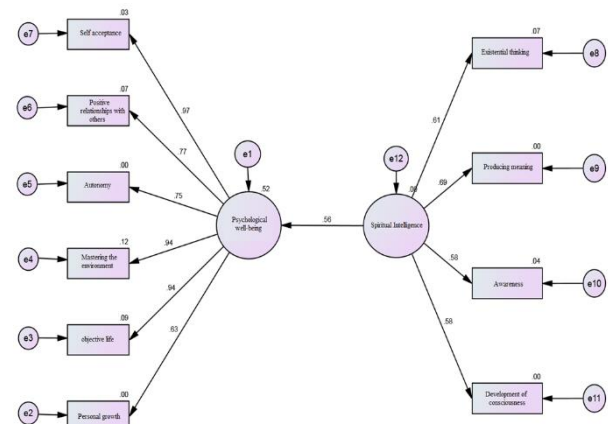 .03
e7
Self acceptance
.97
.07
e6
Positive
relationships with
others
.77
.00
e5
Autonomy
.75
.12
e4
Mastering the
environment
.94
.09
e3
objective life
.94
.00
e2
Personal growth
.63
e1
.52
Psychological
well-being
.56
e12
.08
Spiritual Intelligence
.07
Existential thinking
e8
.61
.00
Producing meaning
e9
.69
.04
Awareness
e10
.58
.00
Development of
consciousness
e11
.58